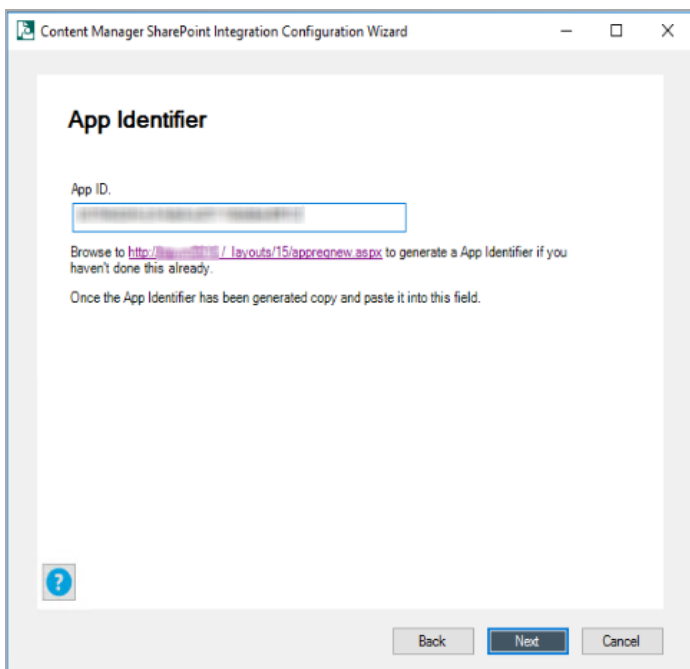 Content Manager SharePoint Integration Configuration Wizard
App Identifier
App ID.
Browse to http:// /_layouts/15/appregnew.aspx to generate a App Identifier if you
haven't done this already.
Once the App Identifier has been generated copy and paste it into this field.
?
Back Next Cancel